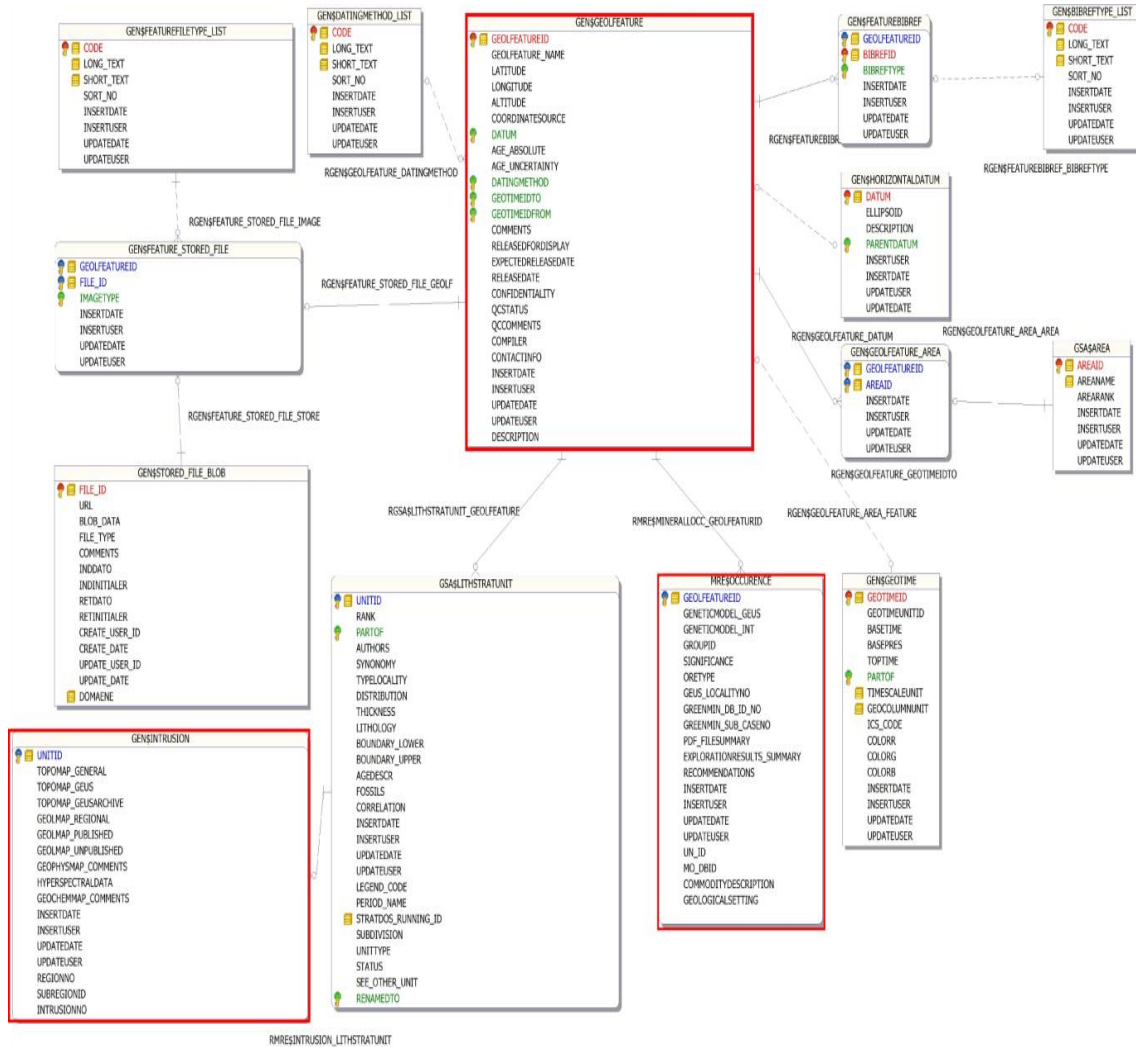 GEN$FEATUREFILETYPE_LIST
CODE
LONG_TEXT
SHORT_TEXT
SORT_NO
INSERTDATE
INSERTUSER
UPDATEDATE
UPDATEUSER
GEN$DATINGMETHOD_LIST
CODE
LONG_TEXT
SHORT_TEXT
SORT_NO
INSERTDATE
INSERTUSER
UPDATEDATE
UPDATEUSER
RGEN$GEOLFEATURE_DATINGMETHOD
GEN$GEOLFEATURE
GEOLFEATUREID
GEOLFEATURE_NAME
LATITUDE
LONGITUDE
ALTITUDE
COORDINATESOURCE
DATUM
AGE_ABSOLUTE
AGE_UNCERTAINTY
DATINGMETHOD
GEOTIMEIDTO
GEOTIMEIDFROM
COMMENTS
RELEASEDFORDISPLAY
EXPECTEDRELEASEDATE
RELEASEDATE
CONFIDENTIALITY
QCSTATUS
QCCOMMENTS
COMPILER
CONTACTINFO
INSERTDATE
INSERTUSER
UPDATEDATE
UPDATEUSER
DESCRIPTION
GEN$FEATUREBIBREF
GEOLFEATUREID
BIBREFID
BIBREFTYPE
INSERTDATE
INSERTUSER
UPDATEDATE
UPDATEUSER
RGEN$FEATUREBIBR
GEN$BIBREFTYPE_LIST
CODE
LONG_TEXT
SHORT_TEXT
SORT_NO
INSERTDATE
INSERTUSER
UPDATEDATE
UPDATEUSER
RGEN$FEATUREBIBREF_BIBREFTYPE
GEN$HORIZONTALDATUM
DATUM
ELLIPSOID
DESCRIPTION
PARENTDATUM
INSERTUSER
INSERTDATE
UPDATEUSER
UPDATEDATE
RGEN$FEATURE_STORED_FILE_IMAGE
GEN$FEATURE_STORED_FILE
GEOLFEATUREID
FILE_ID
IMAGETYPE
INSERTDATE
INSERTUSER
UPDATEDATE
UPDATEUSER
RGEN$FEATURE_STORED_FILE_GEOLF
RGEN$GEOLFEATURE_DATUM
RGEN$GEOLFEATURE_AREA_AREA
GEN$GEOLFEATURE_AREA
GEOLFEATUREID
AREAID
INSERTDATE
INSERTUSER
UPDATEDATE
UPDATEUSER
GSA$AREA
AREAID
AREANAME
AREARANK
INSERTDATE
INSERTUSER
UPDATEDATE
UPDATEUSER
RGEN$FEATURE_STORED_FILE_STORE
RGEN$GEOLFEATURE_GEOTIMEIDTO
GEN$STORED_FILE_BLOB
FILE_ID
URL
BLOB_DATA
FILE_TYPE
COMMENTS
INDDATO
INDINITIALER
RETDATO
RETINITIALER
CREATE_USER_ID
CREATE_DATE
UPDATE_USER_ID
UPDATE_DATE
DOMAENE
RGSA$LITHSTRATUNIT_GEOLFEATURE
RMRE$MINERALLOCC_GEOLFEATURID
RGEN$GEOLFEATURE_AREA_FEATURE
GSA$LITHSTRATUNIT
UNITID
RANK
PARTOF
AUTHORS
SYNONOMY
TYPELOCALITY
DISTRIBUTION
THICKNESS
LITHOLOGY
BOUNDARY_LOWER
BOUNDARY_UPPER
AGEDESCR
FOSSILS
CORRELATION
INSERTDATE
INSERTUSER
UPDATEDATE
UPDATEUSER
LEGEND_CODE
PERIOD_NAME
STRATDOS_RUNNING_ID
SUBDIVISION
UNITTYPE
STATUS
SEE_OTHER_UNIT
RENAMEDTO
MRE$OCCURENCE
GEOLFEATUREID
GENETICMODEL_GEUS
GENETICMODEL_INT
GROUPID
SIGNIFICANCE
ORETYPE
GEUS_LOCALITYNO
GREENMIN_DB_ID_NO
GREENMIN_SUB_CASENO
PDF_FILESUMMARY
EXPLORATIONRESULTS_SUMMARY
RECOMMENDATIONS
INSERTDATE
INSERTUSER
UPDATEDATE
UPDATEUSER
UN_ID
MO_DBID
COMMODITYDESCRIPTION
GEOLOGICALSETTING
GEN$GEOTIME
GEOTIMEID
GEOTIMEUNITID
BASETIME
BASEPRES
TOPTIME
PARTOF
TIMESCALEUNIT
GEOCOLUMNUNIT
ICS_CODE
COLORR
COLORG
COLORB
INSERTDATE
INSERTUSER
UPDATEDATE
UPDATEUSER
GEN$INTRUSION
UNITID
TOPOMAP_GENERAL
TOPOMAP_GEUS
TOPOMAP_GEUSARCHIVE
GEOLMAP_REGIONAL
GEOLMAP_PUBLISHED
GEOLMAP_UNPUBLISHED
GEOPHYSMAP_COMMENTS
HYPERSPECTRALDATA
GEOCHEMMAP_COMMENTS
INSERTDATE
INSERTUSER
UPDATEDATE
UPDATEUSER
REGIONNO
SUBREGIONID
INTRUSIONNO
RMRE$INTRUSION_LITHSTRATUNIT